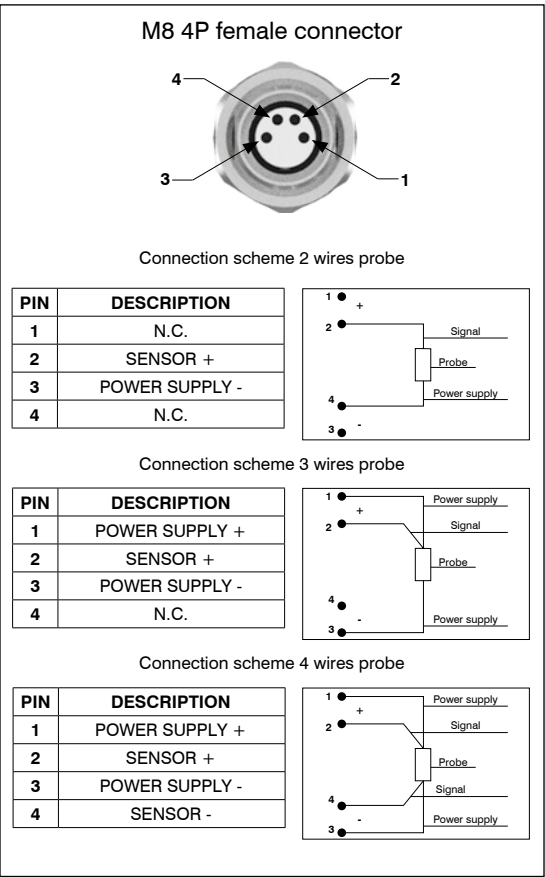 M8 4P female connector
4
2
3
1
Connection scheme 2 wires probe
PIN DESCRIPTION
1 N.C.
2 SENSOR +
3 POWER SUPPLY -
4 N.C.
1
+
2
Signal
Probe
Power supply
4
-
3
Connection scheme 3 wires probe
PIN DESCRIPTION
1 POWER SUPPLY +
2 SENSOR +
3 POWER SUPPLY -
4 N.C.
1
Power supply
+
2
Signal
Probe
4
-
Power supply
3
Connection scheme 4 wires probe
PIN DESCRIPTION
1 POWER SUPPLY +
2 SENSOR +
3 POWER SUPPLY -
4 SENSOR -
1
Power supply
+
2
Signal
Probe
Signal
4
-
Power supply
3